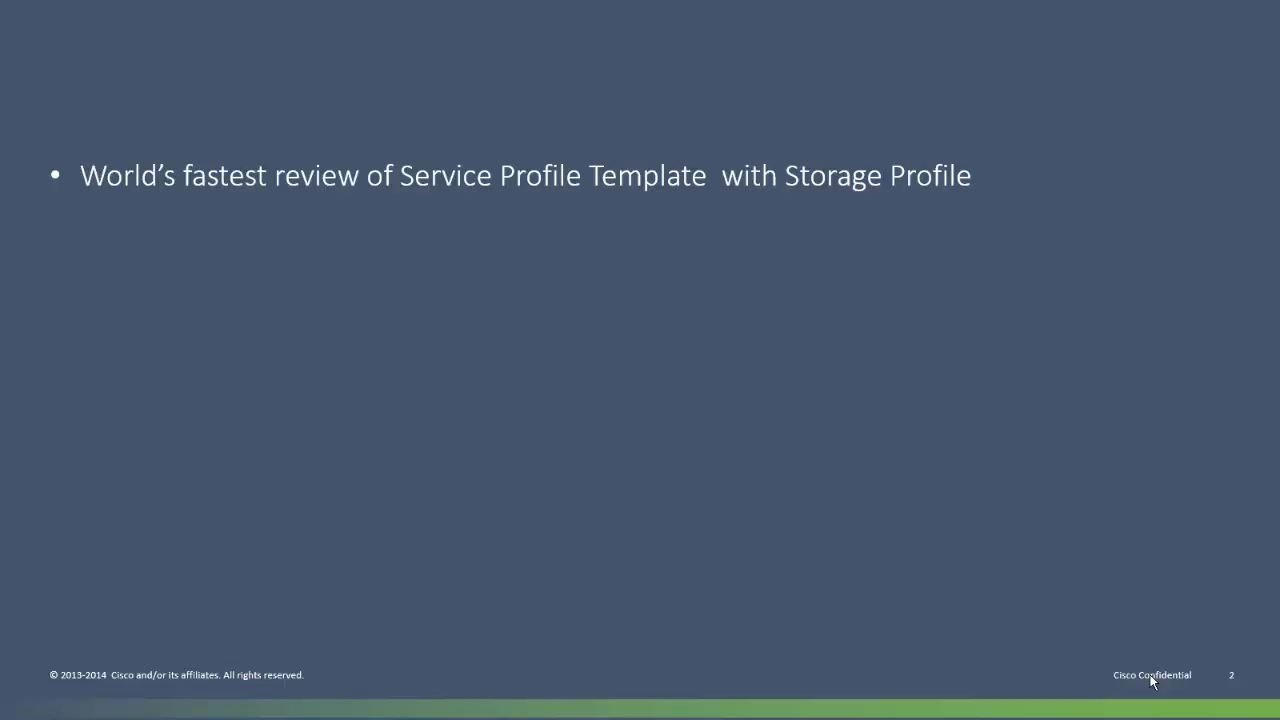 • World’s fastest review of Service Profile Template  with Storage Profile
© 2013-2014  Cisco and/or its affiliates. All rights reserved.
Cisco Confidential
2